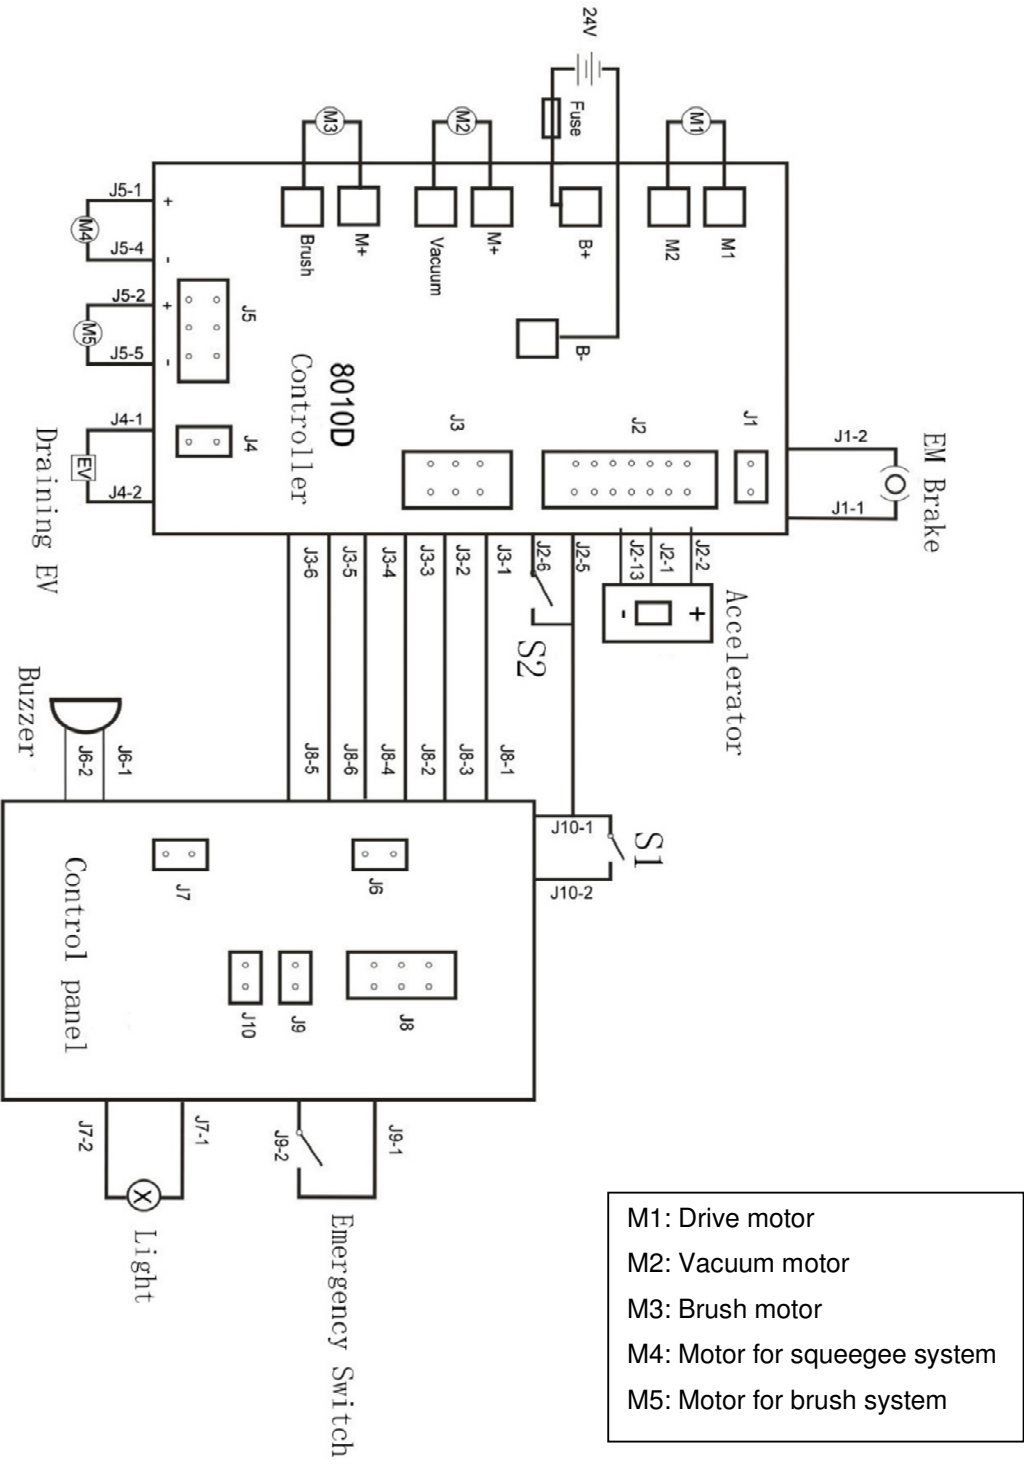 24V
Fuse
M3
M2
M1
Brush
M+
Vacuum
M+
B+
M2
M1
B-
J5-1
+
M4
J5-4
-
J5-2
+
M5
J5-5
-
J4-1
EV
J4-2
Draining EV
J5
J4
8010D
Controller
J3
J2
J1
J1-2
J1-1
EM Brake
J3-6
J3-5
J3-4
J3-3
J3-2
J3-1
J2-6
J2-5
J2-13
J2-1
J2-2
- +
Accelerator
S2
Buzzer
J6-2
J6-1
J8-5
J8-6
J8-4
J8-2
J8-3
J8-1
J10-1
J10-2
S1
J7
J6
Control panel
J10
J9
J8
J7-2
J7-1
X
Light
J9-2
J9-1
Emergency Switch
M1: Drive motor
M2: Vacuum motor
M3: Brush motor
M4: Motor for squeegee system
M5: Motor for brush system